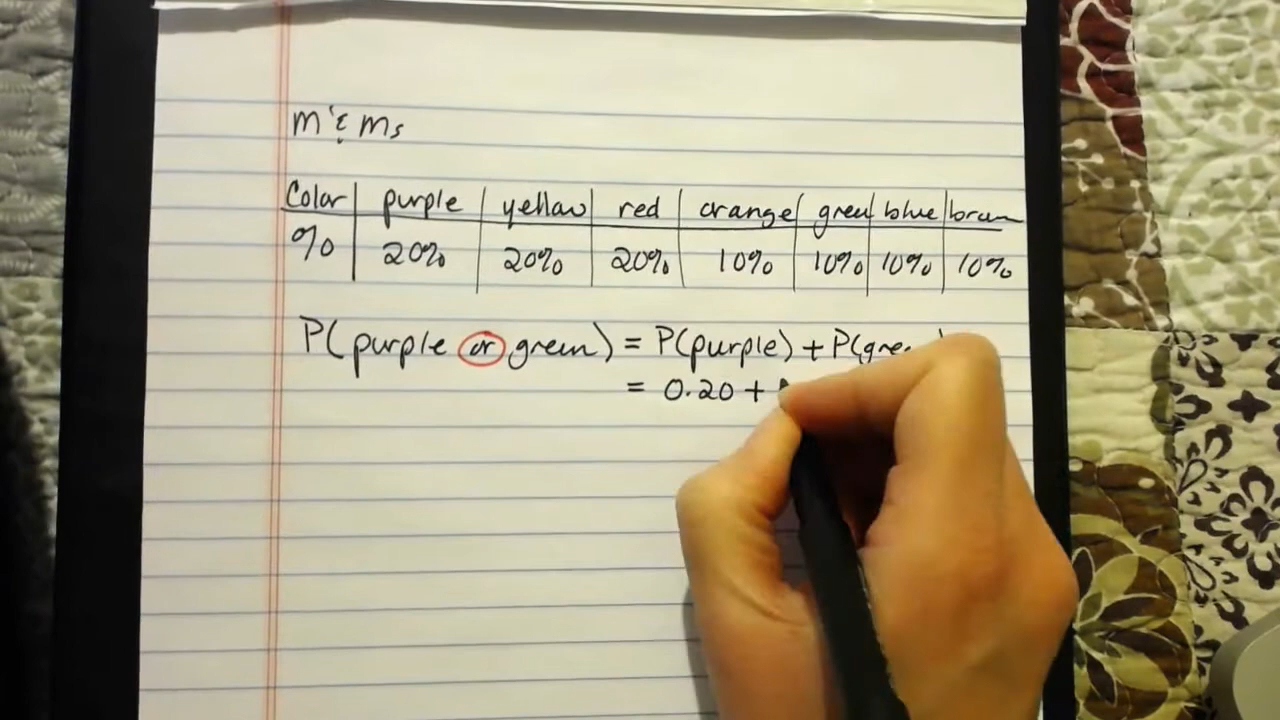 M & Ms
Color purple yellow red orange green blue brown
% 20% 20% 20% 10% 10% 10% 10%
P(purple or green) = P(purple) + P(gre
= 0.20 +